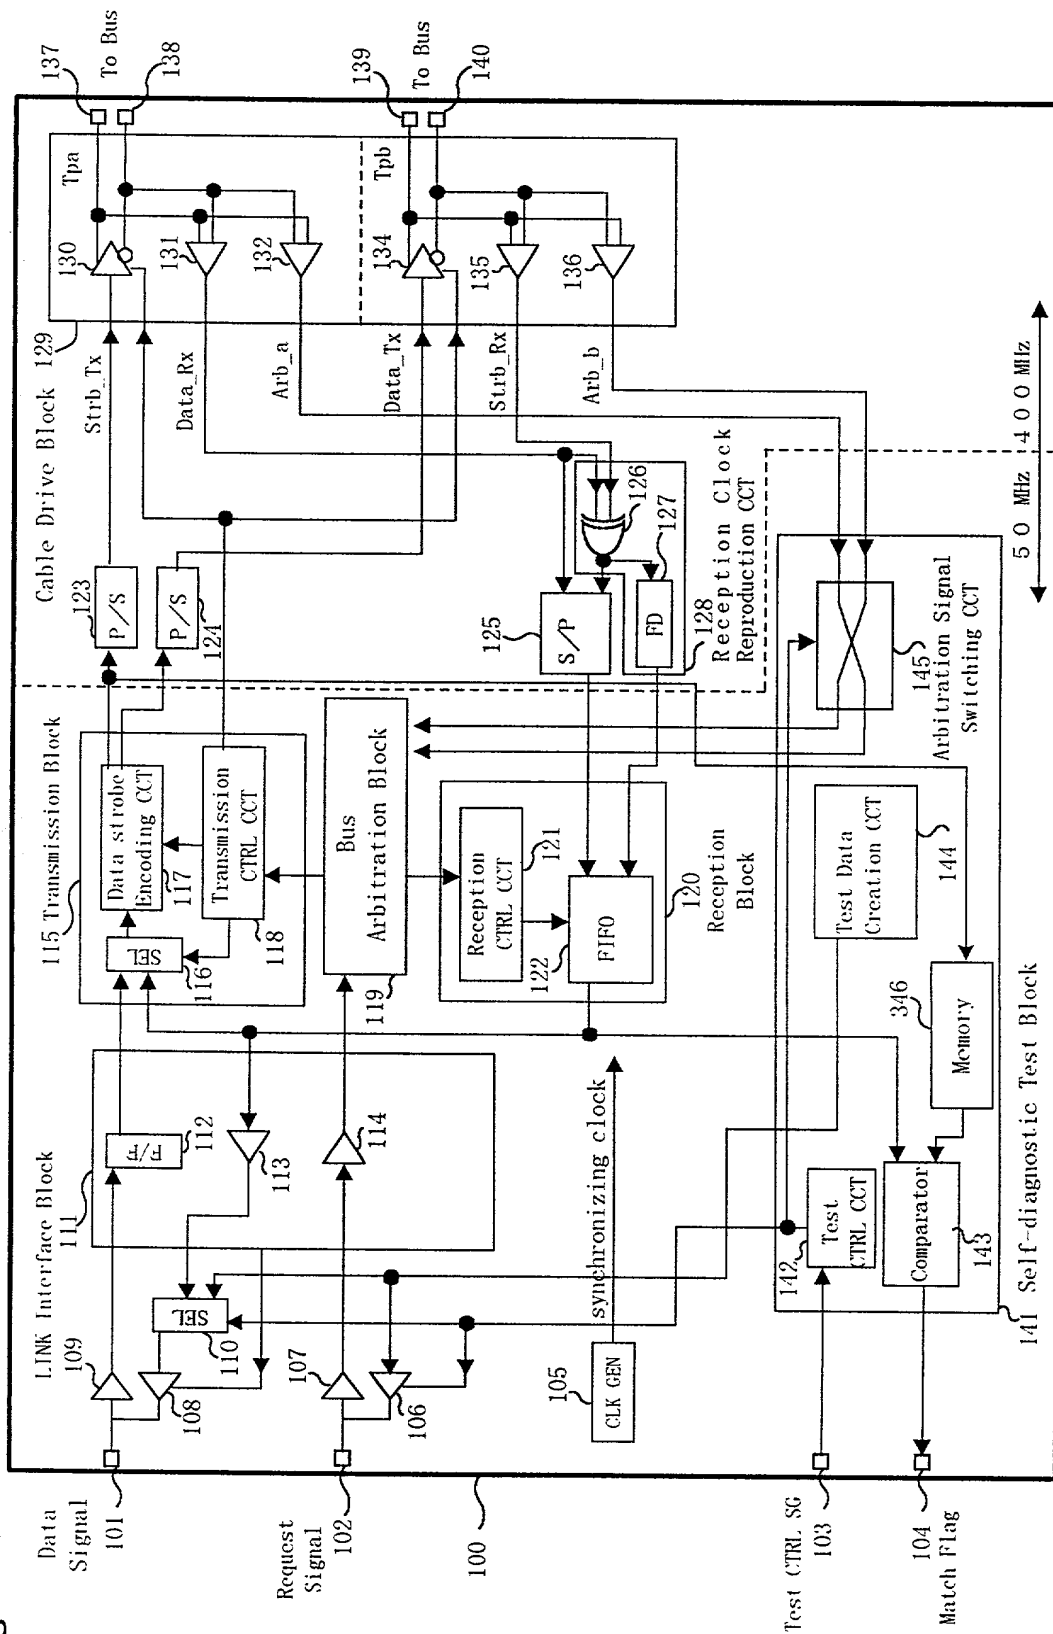 Data
Signal
101
Request
Signal
102
100
Test CTRL SG
103
104
Match Flag
LINK Interface Block
111
109
108
SEL
110
F/F
112
113
107
106
114
105
CLK GEN
synchronizing clock
115 Transmission Block
SEL
116
Data strobe
Encoding CCT
117
Transmission
CTRL CCT
118
Bus
Arbitration Block
119
Reception
CTRL CCT
121
122
FIFO
120
Reception
Block
Cable Drive Block
129
123
P/S
P/S
124
Strb_Tx
Data_Rx
Arb_a
Data_Tx
Strb_Rx
Arb_b
Tpa
130
131
132
Tpb
134
135
136
137
To Bus
138
139
To Bus
140
125
S/P
126
127
FD
128
Reception Clock
Reproduction CCT
50 MHz
400MHz
145
Arbitration Signal
Switching CCT
Test Data
Creation CCT
144
346
Memory
142
Test
CTRL CCT
Comparator
143
141 Self-diagnostic Test Block